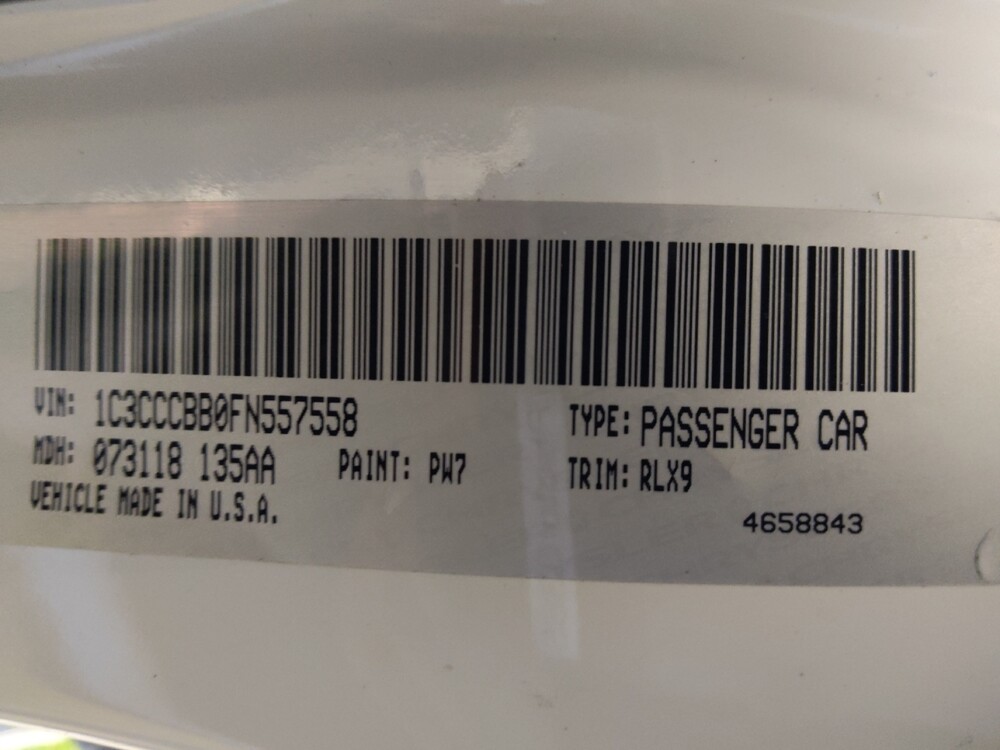 VIN: 1C3CCCBB0FN557558 TYPE: PASSENGER CAR
MDH: 073118 135AA PAINT: PW7 TRIM: RLX9
VEHICLE MADE IN U.S.A. 4658843